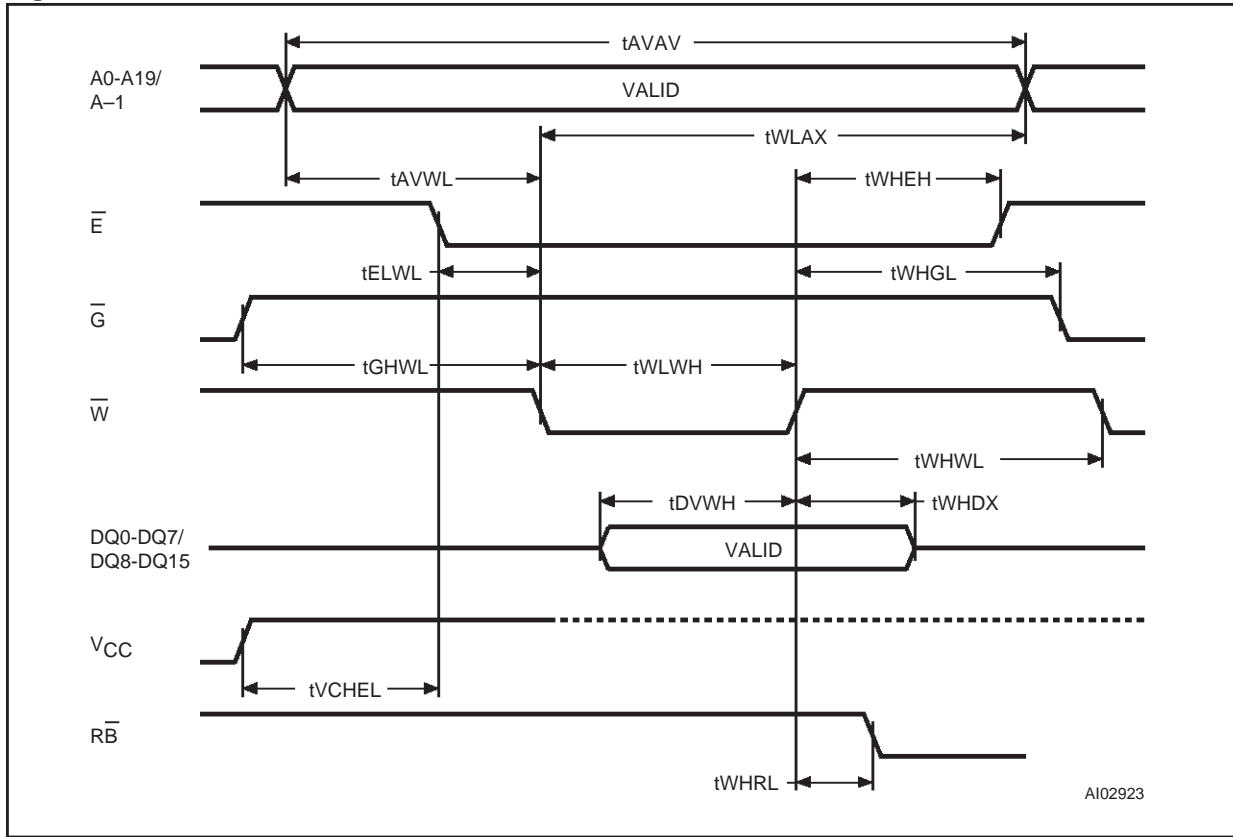 tAVAV
A0-A19/
A–1
VALID
tWLAX
tAVWL
tWHEH
E̅
tELWL
tWHGL
G̅
tGHWL
tWLWH
W̅
tWHWL
tDVWH
tWHDX
DQ0-DQ7/
DQ8-DQ15
VALID
VCC
tVCHEL
RB̅
tWHRL
AI02923